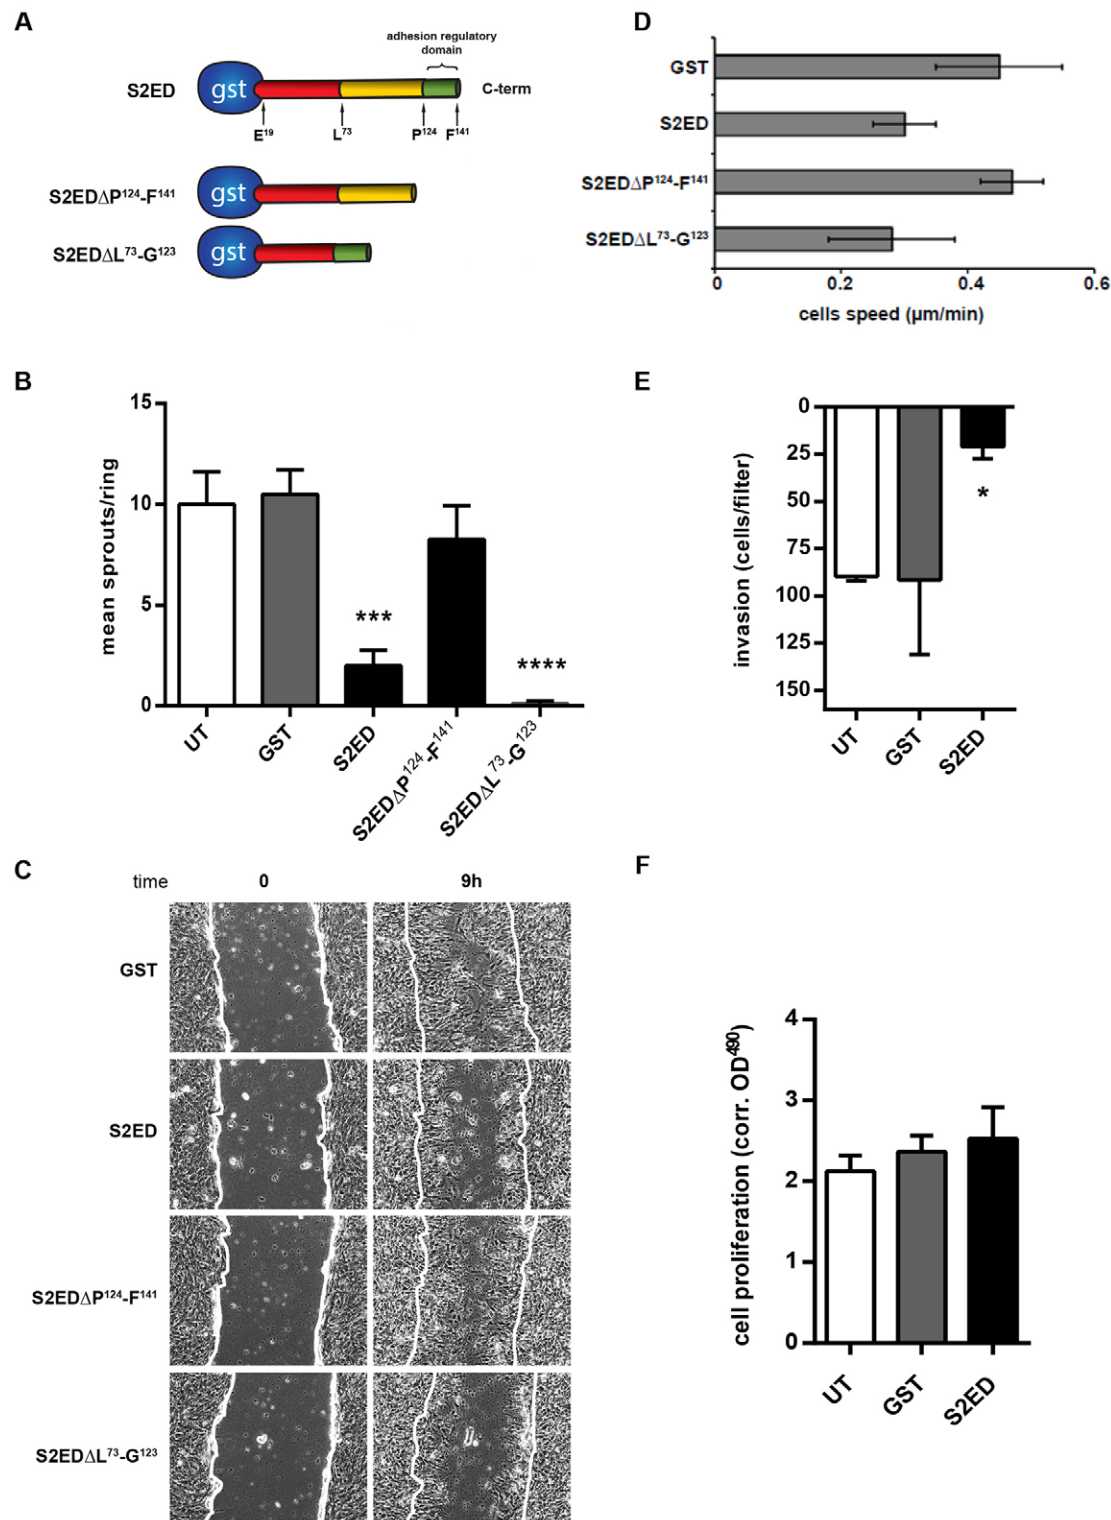 A
adhesion regulatory
domain
S2ED
gst
C-term
E19
L73
P124
F141
S2EDΔP124-F141
gst
S2EDΔL73-G123
gst
B
mean sprouts/ring
15
10
5
0
***
****
UT
GST
S2ED
S2EDΔP124-F141
S2EDΔL73-G123
C
time 0 9h
GST
S2ED
S2EDΔP124-F141
S2EDΔL73-G123
D
GST
S2ED
S2EDΔP124-F141
S2EDΔL73-G123
0 0.2 0.4 0.6
cells speed (µm/min)
E
invasion (cells/filter)
0
25
50
75
100
125
150
*
UT
GST
S2ED
F
cell proliferation (corr. OD490)
4
3
2
1
0
UT
GST
S2ED